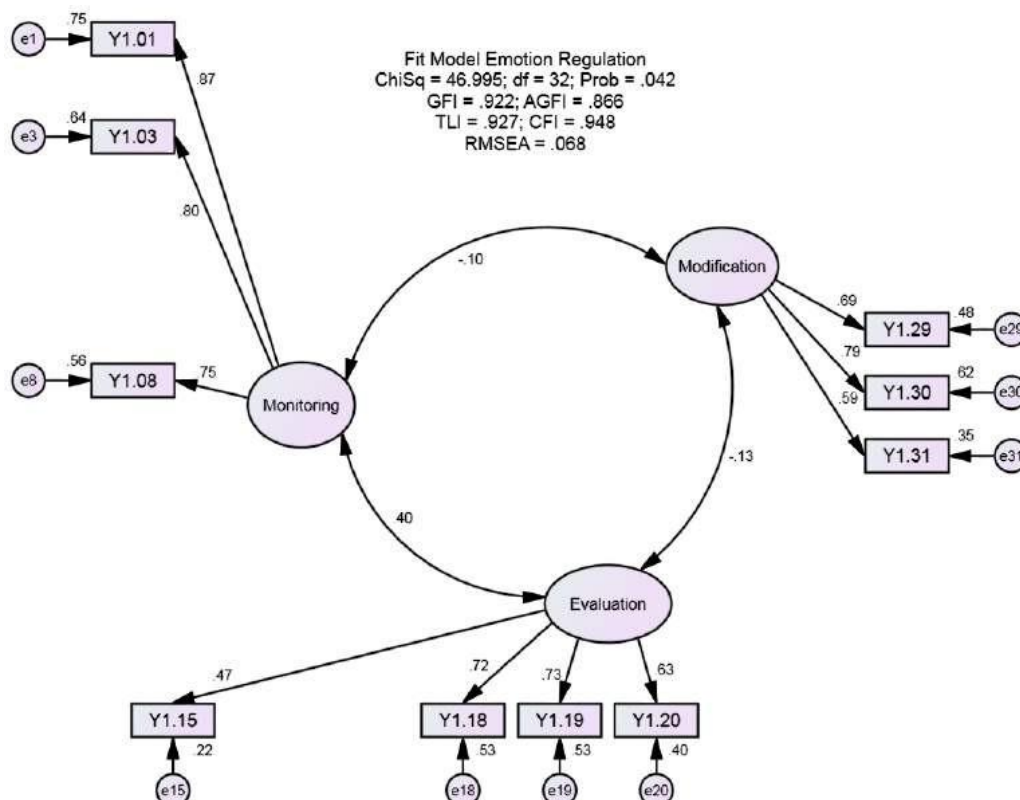 Fit Model Emotion Regulation
ChiSq = 46.995; df = 32; Prob = .042
GFI = .922; AGFI = .866
TLI = .927; CFI = .948
RMSEA = .068
e1
.75
Y1.01
.87
e3
.64
Y1.03
.80
e8
.56
Y1.08
.75
Monitoring
-.10
Modification
.69
.48
Y1.29
e29
.79
62
Y1.30
e30
.59
.35
Y1.31
e31
-.13
40
Evaluation
.47
.72
.73
63
Y1.15
Y1.18
Y1.19
Y1.20
.22
.53
.53
.40
e15
e18
e19
e20